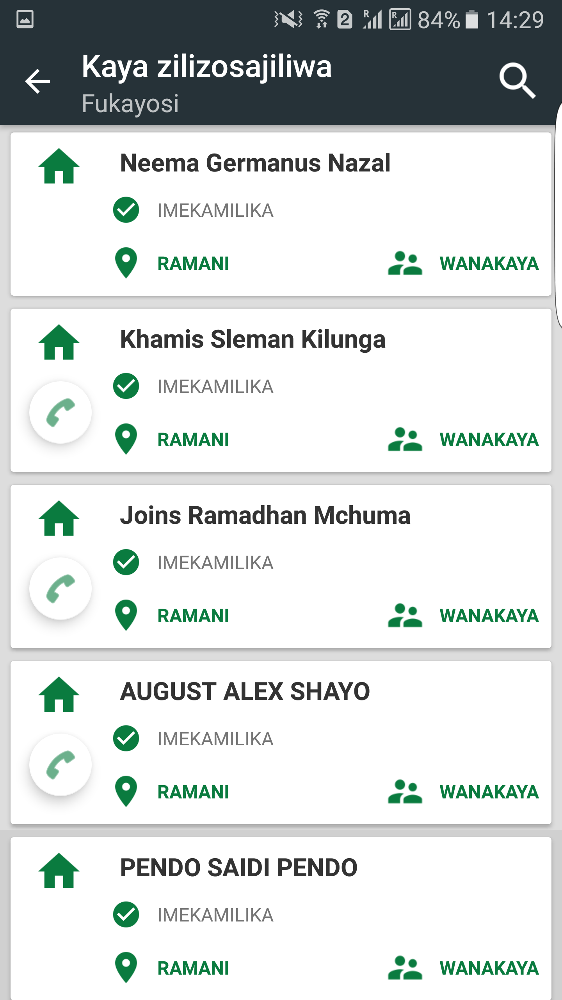 2 R R 84% 14:29
Kaya zilizosajiliwa
Fukayosi
Neema Germanus Nazal
IMEKAMILIKA
RAMANI WANAKAYA
Khamis Sleman Kilunga
IMEKAMILIKA
RAMANI WANAKAYA
Joins Ramadhan Mchuma
IMEKAMILIKA
RAMANI WANAKAYA
AUGUST ALEX SHAYO
IMEKAMILIKA
RAMANI WANAKAYA
PENDO SAIDI PENDO
IMEKAMILIKA
RAMANI WANAKAYA